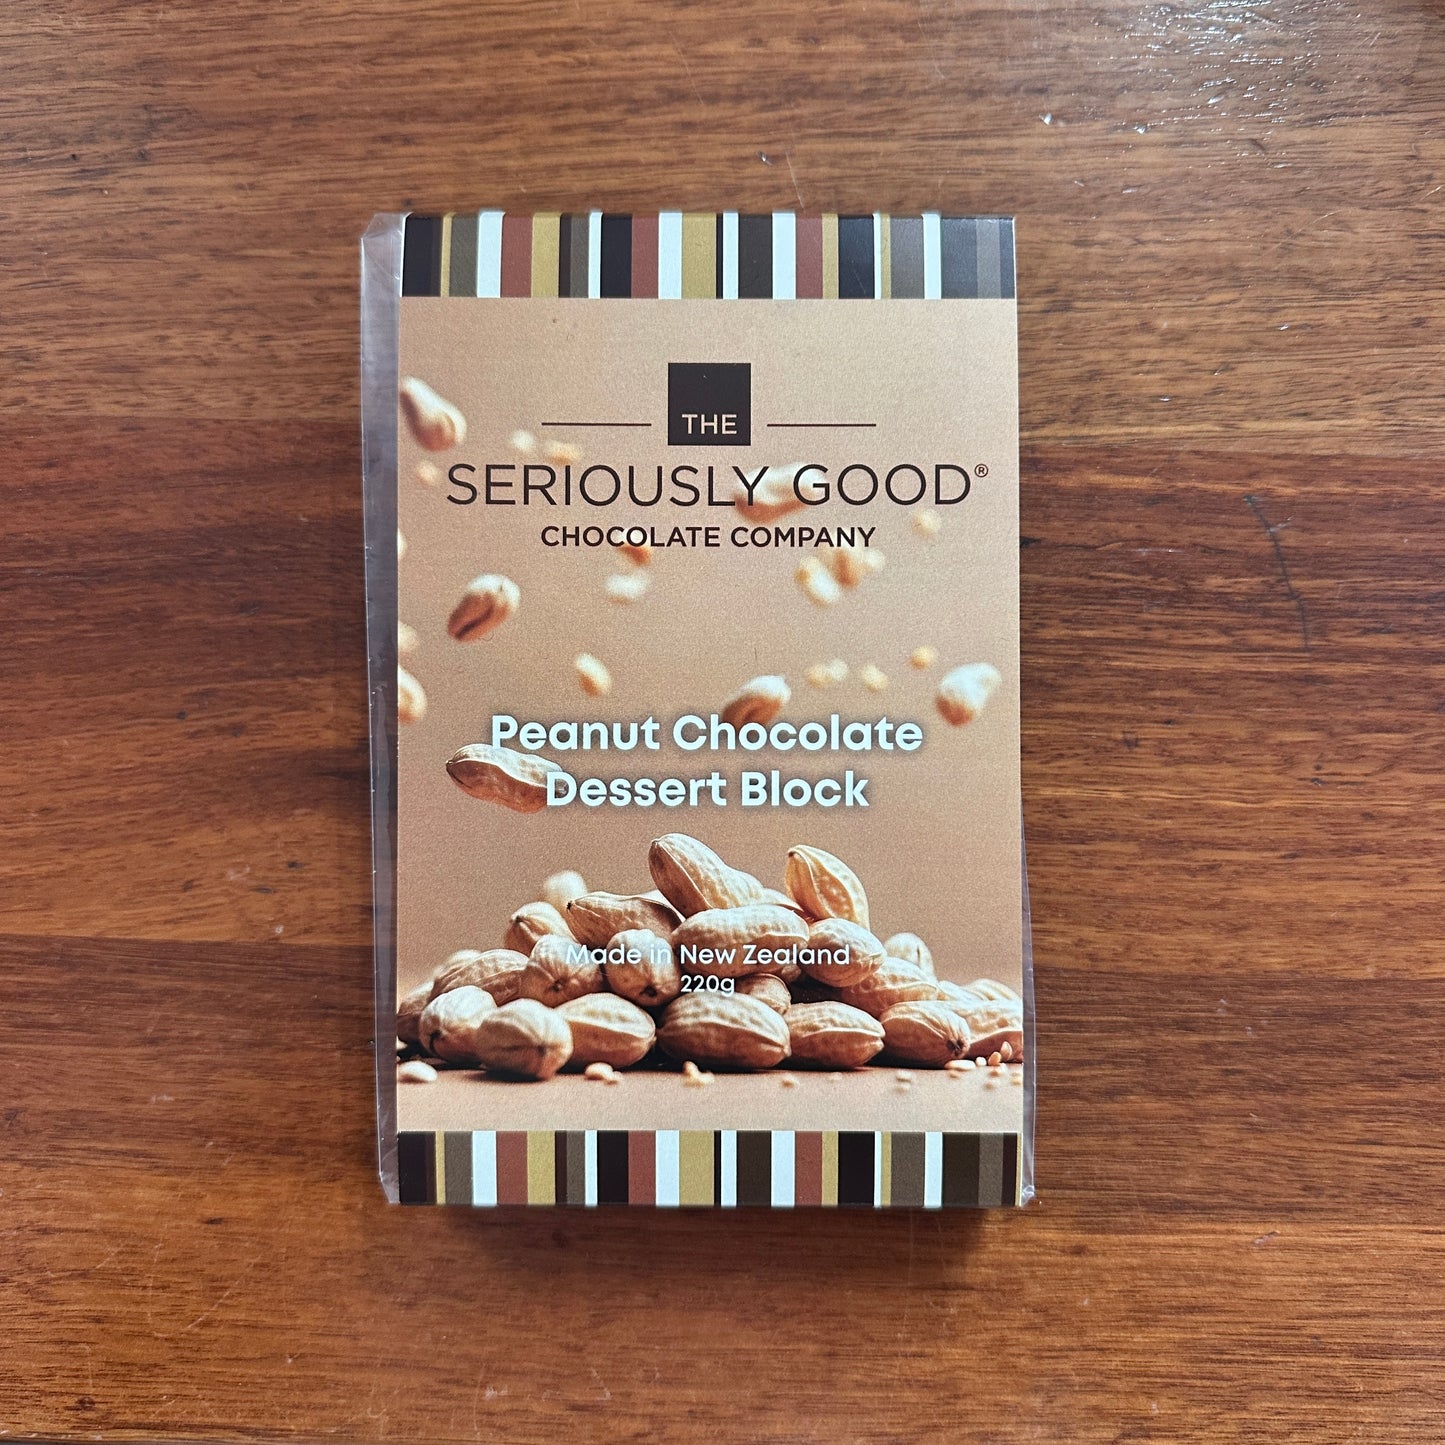 THE
SERIOUSLY GOOD®
CHOCOLATE COMPANY
Peanut Chocolate
Dessert Block
Made in New Zealand
220g